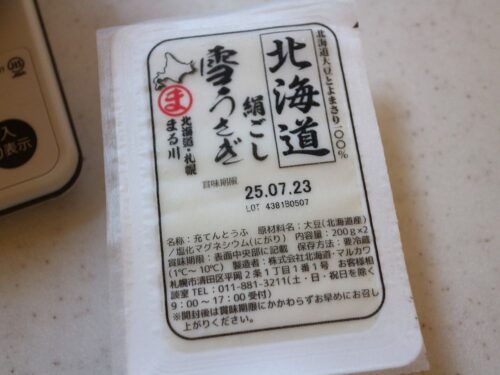 北海道大豆とよまさり一〇〇%
北海道
絹ごし
雪うさぎ
ま
北海道・札幌
まる川
賞味期限
25.07.23
LOT 4381B0507
名称：充てんとうふ 原材料名：大豆(北海道産)
/塩化マグネシウム(にがり) 内容量：200g×2
賞味期限：表面中央部に記載 保存方法：要冷蔵
(1℃～10℃) 製造者：株式会社北海道・マルカワ
札幌市清田区平岡2条1丁目1番1号 お客様相
談室 TEL：011-881-3211(土・日・祝日を除く
9：00～17：00受付)
※開封後は賞味期限にかかわらずお早めにお召し
上がりください。
入
表示